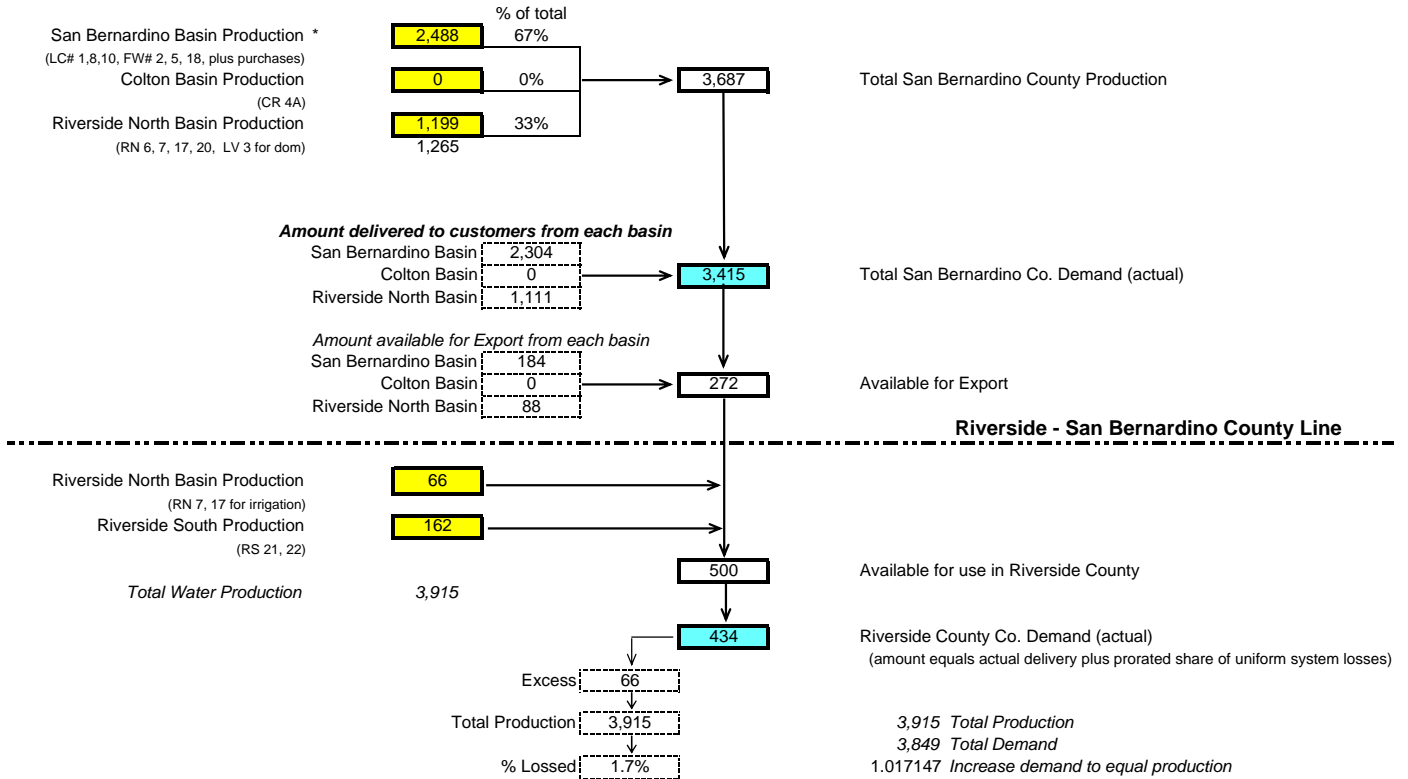 % of total
San Bernardino Basin Production * 2,488 67%
(LC# 1,8,10, FW# 2, 5, 18, plus purchases)
Colton Basin Production 0 0% 3,687 Total San Bernardino County Production
(CR 4A)
Riverside North Basin Production 1,199 33%
(RN 6, 7, 17, 20, LV 3 for dom) 1,265
Amount delivered to customers from each basin
San Bernardino Basin 2,304
Colton Basin 0 3,415 Total San Bernardino Co. Demand (actual)
Riverside North Basin 1,111
Amount available for Export from each basin
San Bernardino Basin 184
Colton Basin 0 272 Available for Export
Riverside North Basin 88
Riverside - San Bernardino County Line
Riverside North Basin Production 66
(RN 7, 17 for irrigation)
Riverside South Production 162
(RS 21, 22)
500 Available for use in Riverside County
Total Water Production 3,915
434 Riverside County Co. Demand (actual)
(amount equals actual delivery plus prorated share of uniform system losses)
Excess 66
Total Production 3,915 3,915 Total Production
3,849 Total Demand
% Lossed 1.7% 1.017147 Increase demand to equal production